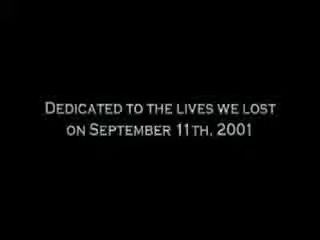 Dedicated to the lives we lost
on September 11th, 2001